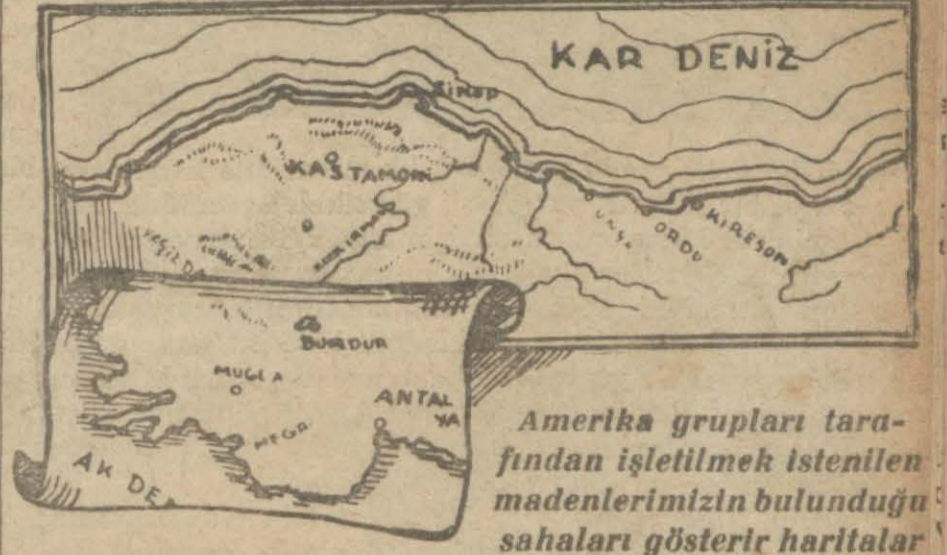 KAR DENİZ
SİNOP
KASTAMONİ
ORDU
KİRESON
BURDUR
MUGLA
ANTAL
YA
MEGRİ
AK DE
Amerika grupları tara-
fından işletilmek istenilen
madenlerimizin bulunduğu
sahaları gösterir haritalar